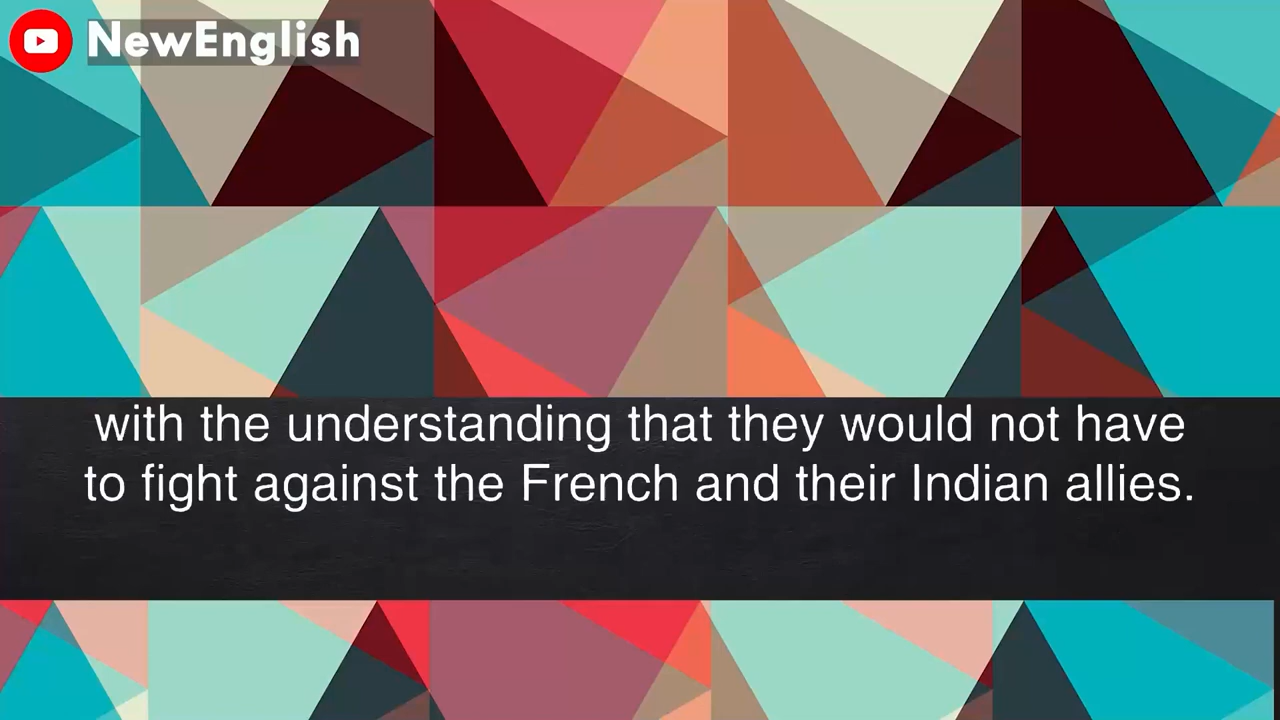 NewEnglish
with the understanding that they would not have
to fight against the French and their Indian allies.